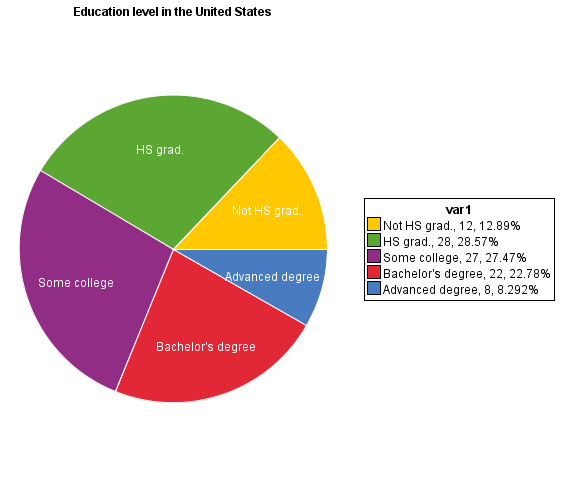 Education level in the United States
HS grad.
Not HS grad.
Some college
Advanced degree
Bachelor's degree
var1
Not HS grad., 12, 12.89%
HS grad., 28, 28.57%
Some college, 27, 27.47%
Bachelor's degree, 22, 22.78%
Advanced degree, 8, 8.292%